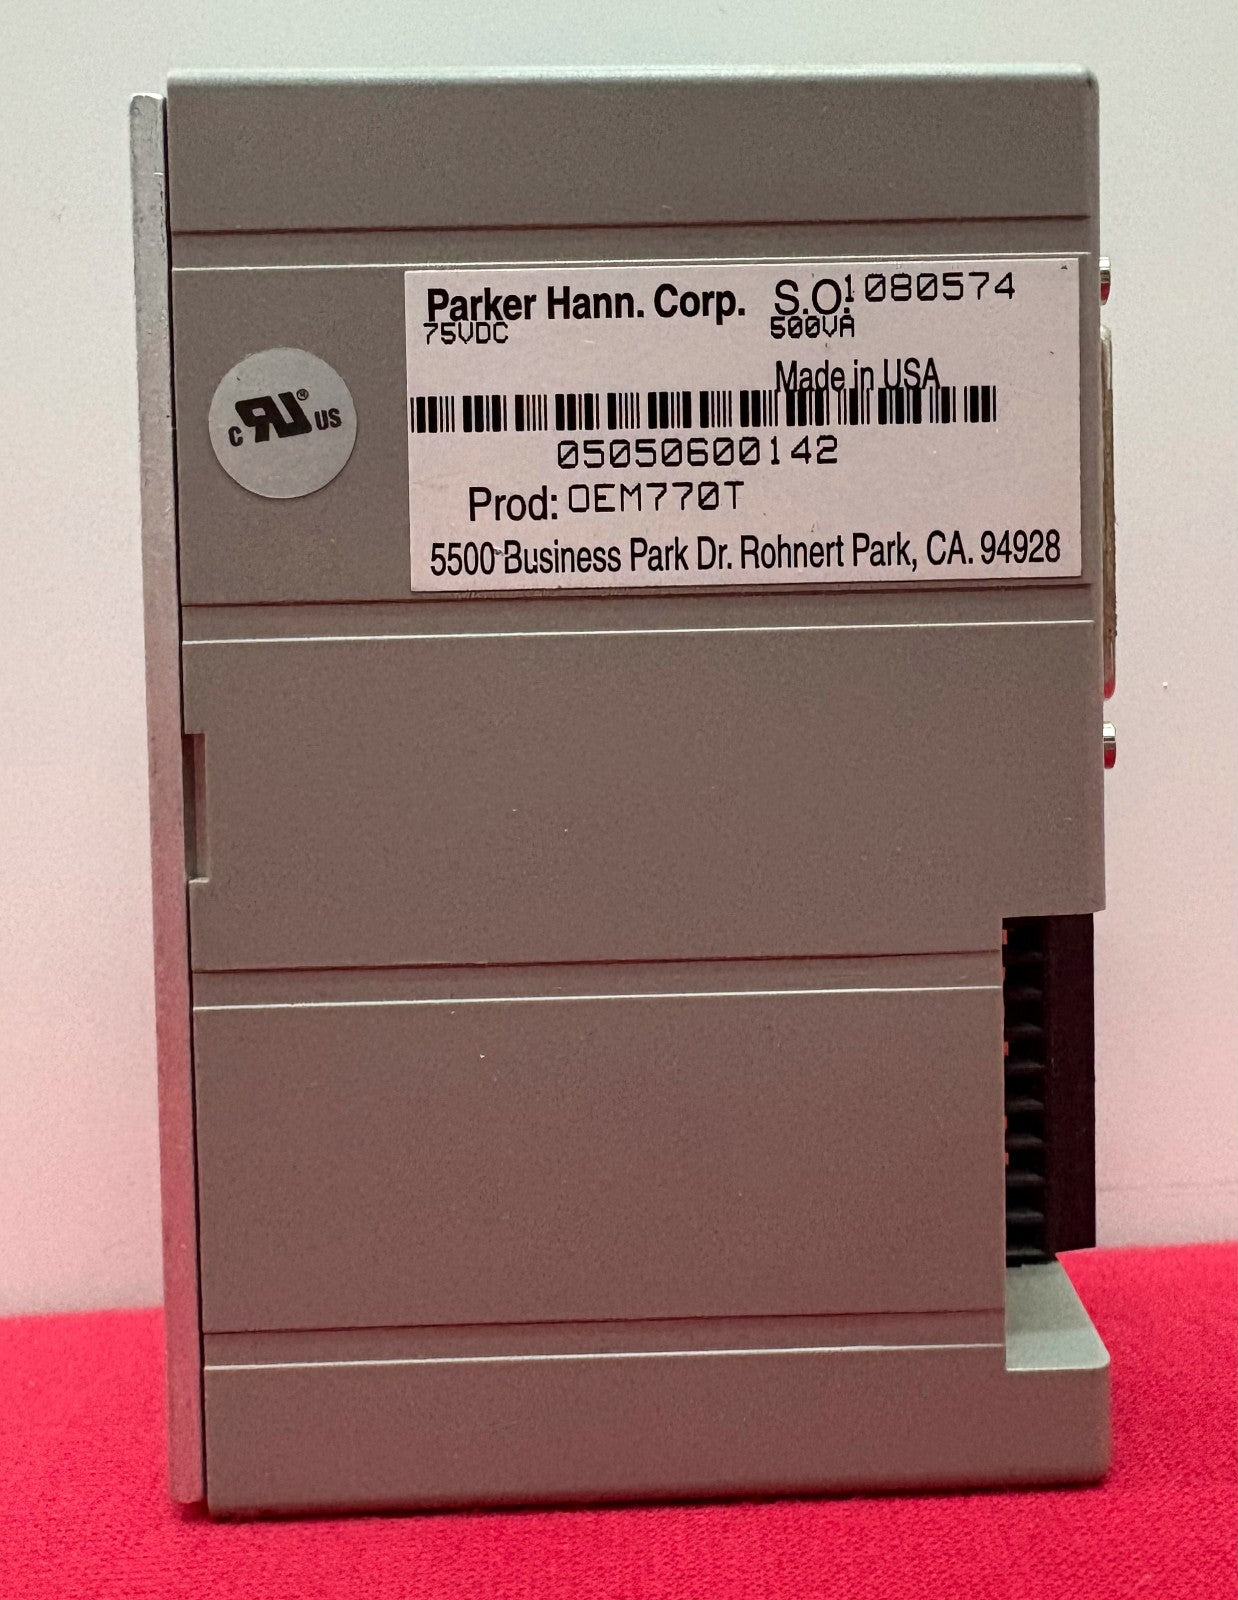 Parker Hann. Corp. S.O. 1080574
75VDC 500VA
Made in USA
05050600142
Prod: OEM770T
5500 Business Park Dr. Rohnert Park, CA. 94928
c RU ® US